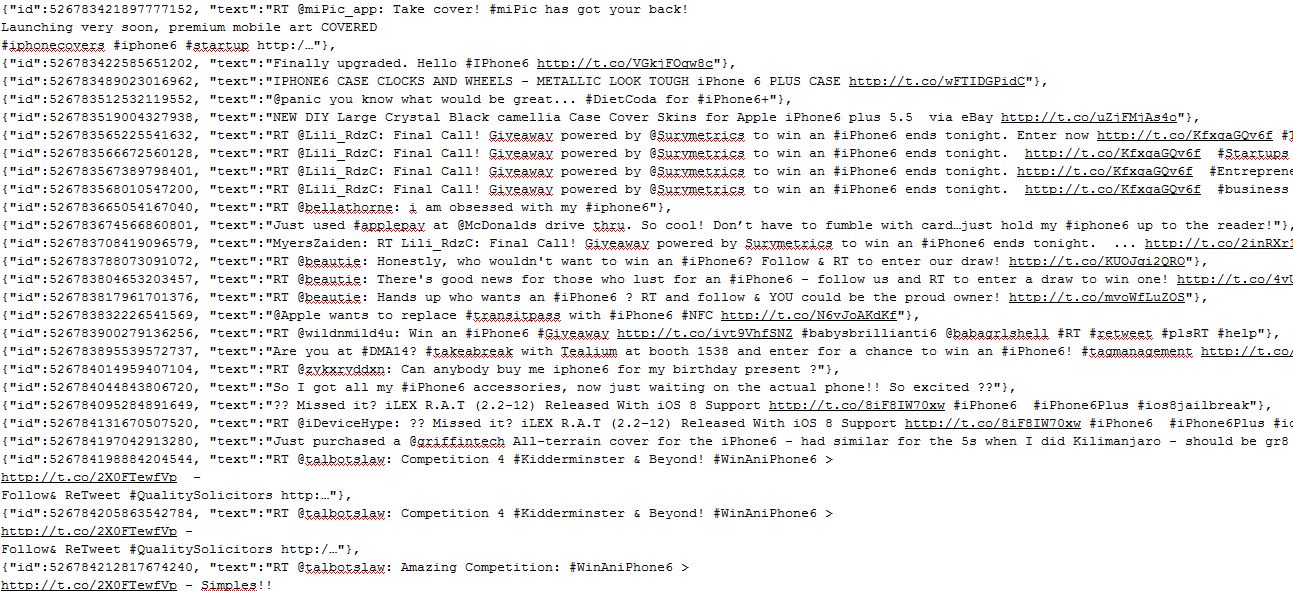 {"id":526783421897777152, "text":"RT @miPic_app: Take cover! #miPic has got your back!
Launching very soon, premium mobile art COVERED
#iphonecovers #iphone6 #startup http:/…"},
{"id":526783422585651202, "text":"Finally upgraded. Hello #IPhone6 http://t.co/VGkjFOqw8c"},
{"id":526783489023016962, "text":"IPHONE6 CASE CLOCKS AND WHEELS - METALLIC LOOK TOUGH iPhone 6 PLUS CASE http://t.co/wFTIDGPidC"},
{"id":526783512532119552, "text":"@panic you know what would be great... #DietCoda for #iPhone6+"},
{"id":526783519004327938, "text":"NEW DIY Large Crystal Black camellia Case Cover Skins for Apple iPhone6 plus 5.5  via eBay http://t.co/uZjFMjAs4o"},
{"id":526783565225541632, "text":"RT @Lili_RdzC: Final Call! Giveaway powered by @Survmetrics to win an #iPhone6 ends tonight. Enter now http://t.co/KfxqaGQv6f
{"id":526783566672560128, "text":"RT @Lili_RdzC: Final Call! Giveaway powered by @Survmetrics to win an #iPhone6 ends tonight.  http://t.co/KfxqaGQv6f  #Startups
{"id":526783567389798401, "text":"RT @Lili_RdzC: Final Call! Giveaway powered by @Survmetrics to win an #iPhone6 ends tonight. http://t.co/KfxqaGQv6f  #Entreprene
{"id":526783568010547200, "text":"RT @Lili_RdzC: Final Call! Giveaway powered by @Survmetrics to win an #iPhone6 ends tonight.  http://t.co/KfxqaGQv6f  #business
{"id":526783665054167040, "text":"RT @bellathorne: i am obsessed with my #iphone6"},
{"id":526783674566860801, "text":"Just used #applepay at @McDonalds drive thru. So cool! Don’t have to fumble with card…just hold my #iphone6 up to the reader!"},
{"id":526783708419096579, "text":"MyersZaiden: RT Lili_RdzC: Final Call! Giveaway powered by Survmetrics to win an #iPhone6 ends tonight.  ... http://t.co/2inRXr1
{"id":526783788073091072, "text":"RT @beautie: Honestly, who wouldn't want to win an #iPhone6? Follow & RT to enter our draw! http://t.co/KUOJqi2QRO"},
{"id":526783804653203457, "text":"RT @beautie: There's good news for those who lust for an #iPhone6 - follow us and RT to enter a draw to win one! http://t.co/4vU
{"id":526783817961701376, "text":"RT @beautie: Hands up who wants an #iPhone6 ? RT and follow & YOU could be the proud owner! http://t.co/mvoWfLuZOS"},
{"id":526783832226541569, "text":"@Apple wants to replace #transitpass with #iPhone6 #NFC http://t.co/N6vJoAKdKf"},
{"id":526783900279136256, "text":"RT @wildnmild4u: Win an #iPhone6 #Giveaway http://t.co/ivt9VhfSNZ #babysbrillianti6 @babagrlshell #RT #retweet #plsRT #help"},
{"id":526783895539572737, "text":"Are you at #DMA14? #takeabreak with Tealium at booth 1538 and enter for a chance to win an #iPhone6! #tagmanagement http://t.co/
{"id":526784014959407104, "text":"RT @zykxryddxn: Can anybody buy me iphone6 for my birthday present ?"},
{"id":526784044843806720, "text":"So I got all my #iPhone6 accessories, now just waiting on the actual phone!! So excited ??"},
{"id":526784095284891649, "text":"?? Missed it? iLEX R.A.T (2.2-12) Released With iOS 8 Support http://t.co/8iF8IW70xw #iPhone6  #iPhone6Plus #ios8jailbreak"},
{"id":526784131670507520, "text":"RT @iDeviceHype: ?? Missed it? iLEX R.A.T (2.2-12) Released With iOS 8 Support http://t.co/8iF8IW70xw #iPhone6  #iPhone6Plus #io
{"id":526784197042913280, "text":"Just purchased a @griffintech All-terrain cover for the iPhone6 - had similar for the 5s when I did Kilimanjaro - should be gr8
{"id":526784198884204544, "text":"RT @talbotslaw: Competition 4 #Kidderminster & Beyond! #WinAniPhone6 >
http://t.co/2X0FTewfVp  -
Follow& ReTweet #QualitySolicitors http:…"},
{"id":526784205863542784, "text":"RT @talbotslaw: Competition 4 #Kidderminster & Beyond! #WinAniPhone6 >
http://t.co/2X0FTewfVp -
Follow& ReTweet #QualitySolicitors http:/…"},
{"id":526784212817674240, "text":"RT @talbotslaw: Amazing Competition: #WinAniPhone6 >
http://t.co/2X0FTewfVp - Simples!!